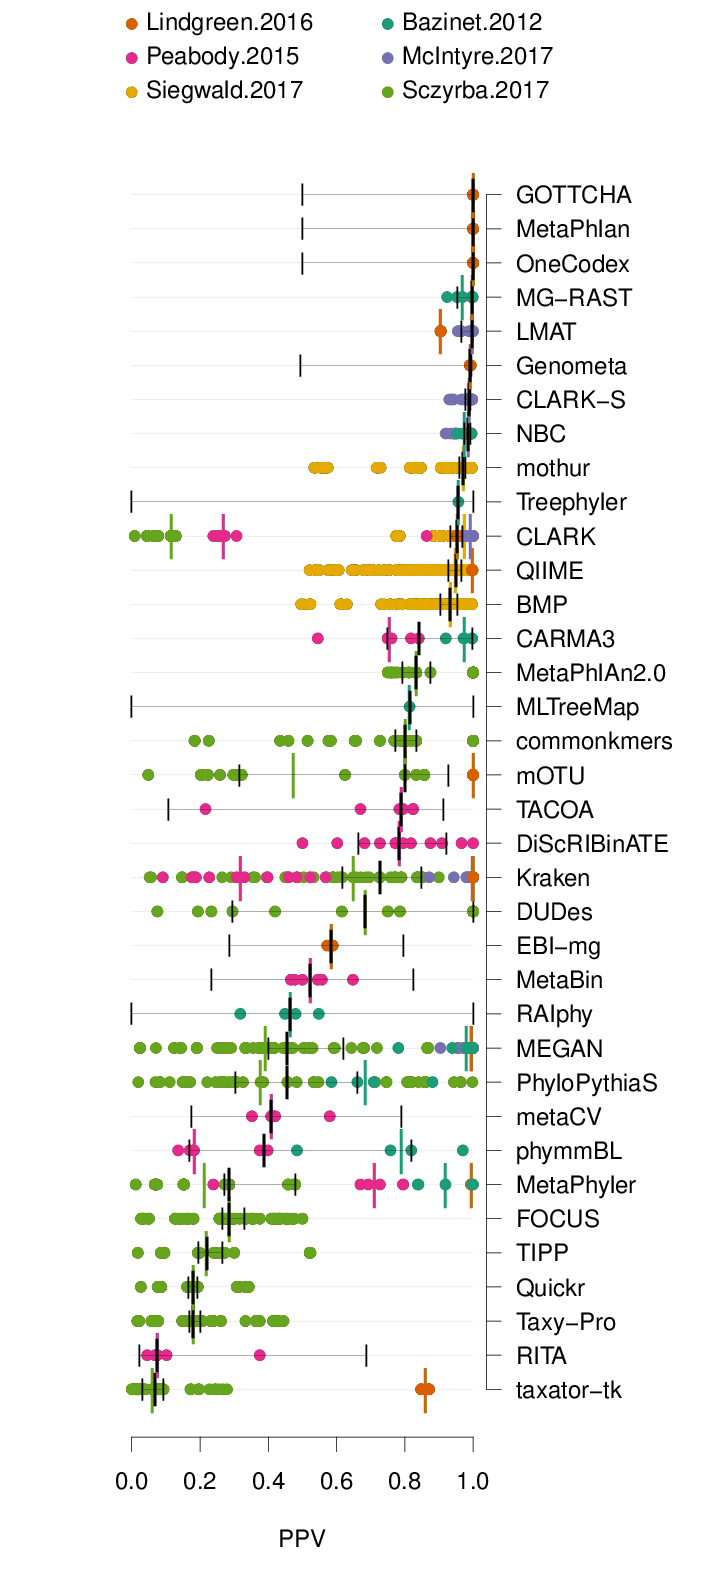 Lindgreen.2016 Bazinet.2012
Peabody.2015 McIntyre.2017
Siegwald.2017 Sczyrba.2017
GOTTCHA
MetaPhlan
OneCodex
MG−RAST
LMAT
Genometa
CLARK−S
NBC
mothur
Treephyler
CLARK
QIIME
BMP
CARMA3
MetaPhlAn2.0
MLTreeMap
commonkmers
mOTU
TACOA
DiScRIBinATE
Kraken
DUDes
EBI−mg
MetaBin
RAIphy
MEGAN
PhyloPythiaS
metaCV
phymmBL
MetaPhyler
FOCUS
TIPP
Quickr
Taxy−Pro
RITA
taxator−tk
0.0 0.2 0.4 0.6 0.8 1.0
PPV